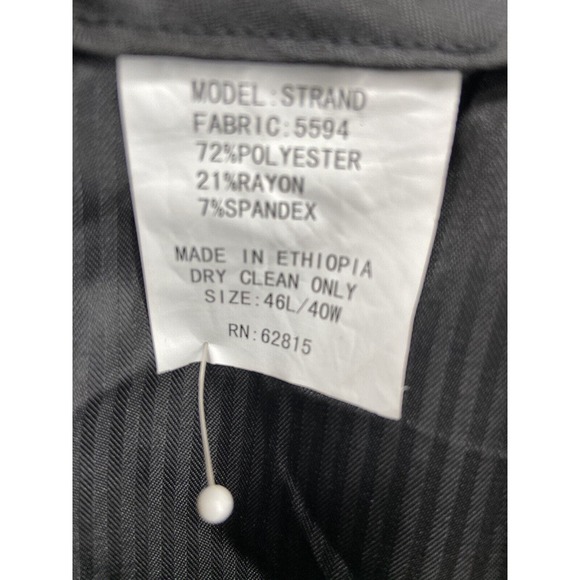 MODEL:STRAND
FABRIC:5594
72%POLYESTER
21%RAYON
7%SPANDEX
MADE IN ETHIOPIA
DRY CLEAN ONLY
SIZE:46L/40W
RN:62815